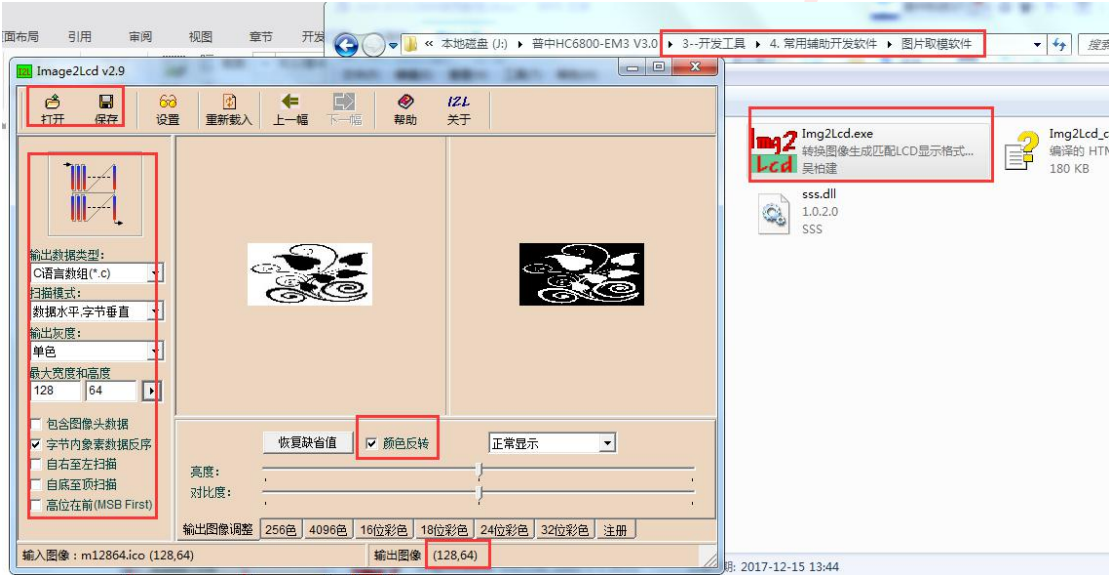 面布局 引用 审阅 视图 章节 开发
« 本地磁盘 (J:) ▸ 普中HC6800-EM3 V3.0 ▸ 3--开发工具 ▸ 4. 常用辅助开发软件 ▸ 图片取模软件
Image2Lcd v2.9
打开 保存 设置 重新载入 上一幅 下一幅 帮助 关于
Img2Lcd.exe
转换图像生成匹配LCD显示格式...
吴柏建
Img2Lcd_c
编译的 HTM
180 KB
sss.dll
1.0.2.0
SSS
输出数据类型:
C语言数组(*.c)
扫描模式:
数据水平,字节垂直
输出灰度:
单色
最大宽度和高度
128 64
包含图像头数据
字节内象素数据反序
自右至左扫描
自底至顶扫描
高位在前(MSB First)
恢复缺省值 颜色反转 正常显示
亮度:
对比度:
输出图像调整 256色 4096色 16位彩色 18位彩色 24位彩色 32位彩色 注册
输入图像：m12864.ico (128,64) 输出图像 (128,64)
期: 2017-12-15 13:44